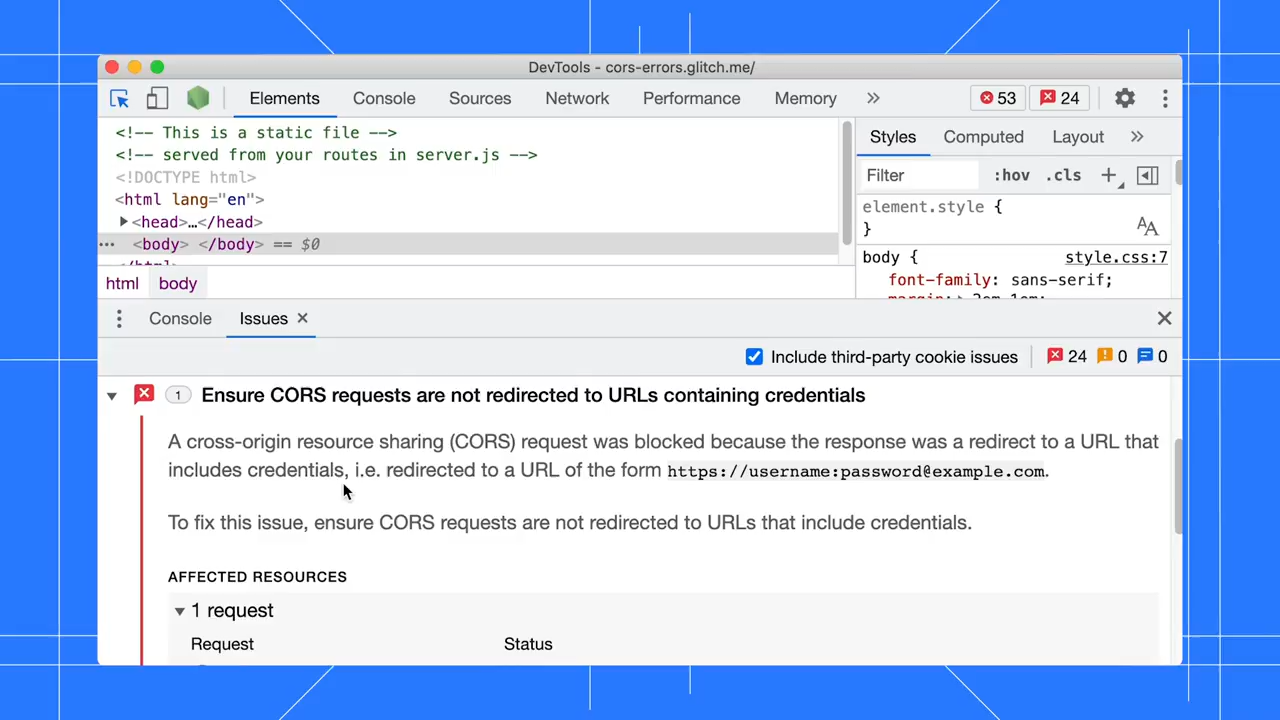 DevTools - cors-errors.glitch.me/
Elements Console Sources Network Performance Memory » 53 24
<!-- This is a static file -->
<!-- served from your routes in server.js -->
<!DOCTYPE html>
<html lang="en">
<head>…</head>
<body> </body> == $0
</html>
html body
Styles Computed Layout »
Filter :hov .cls +
element.style {
}
body { style.css:7
font-family: sans-serif;
margin: 2em 1em;
Console Issues ×
Include third-party cookie issues 24 0 0
1 Ensure CORS requests are not redirected to URLs containing credentials
A cross-origin resource sharing (CORS) request was blocked because the response was a redirect to a URL that
includes credentials, i.e. redirected to a URL of the form https://username:password@example.com.
To fix this issue, ensure CORS requests are not redirected to URLs that include credentials.
AFFECTED RESOURCES
1 request
Request Status